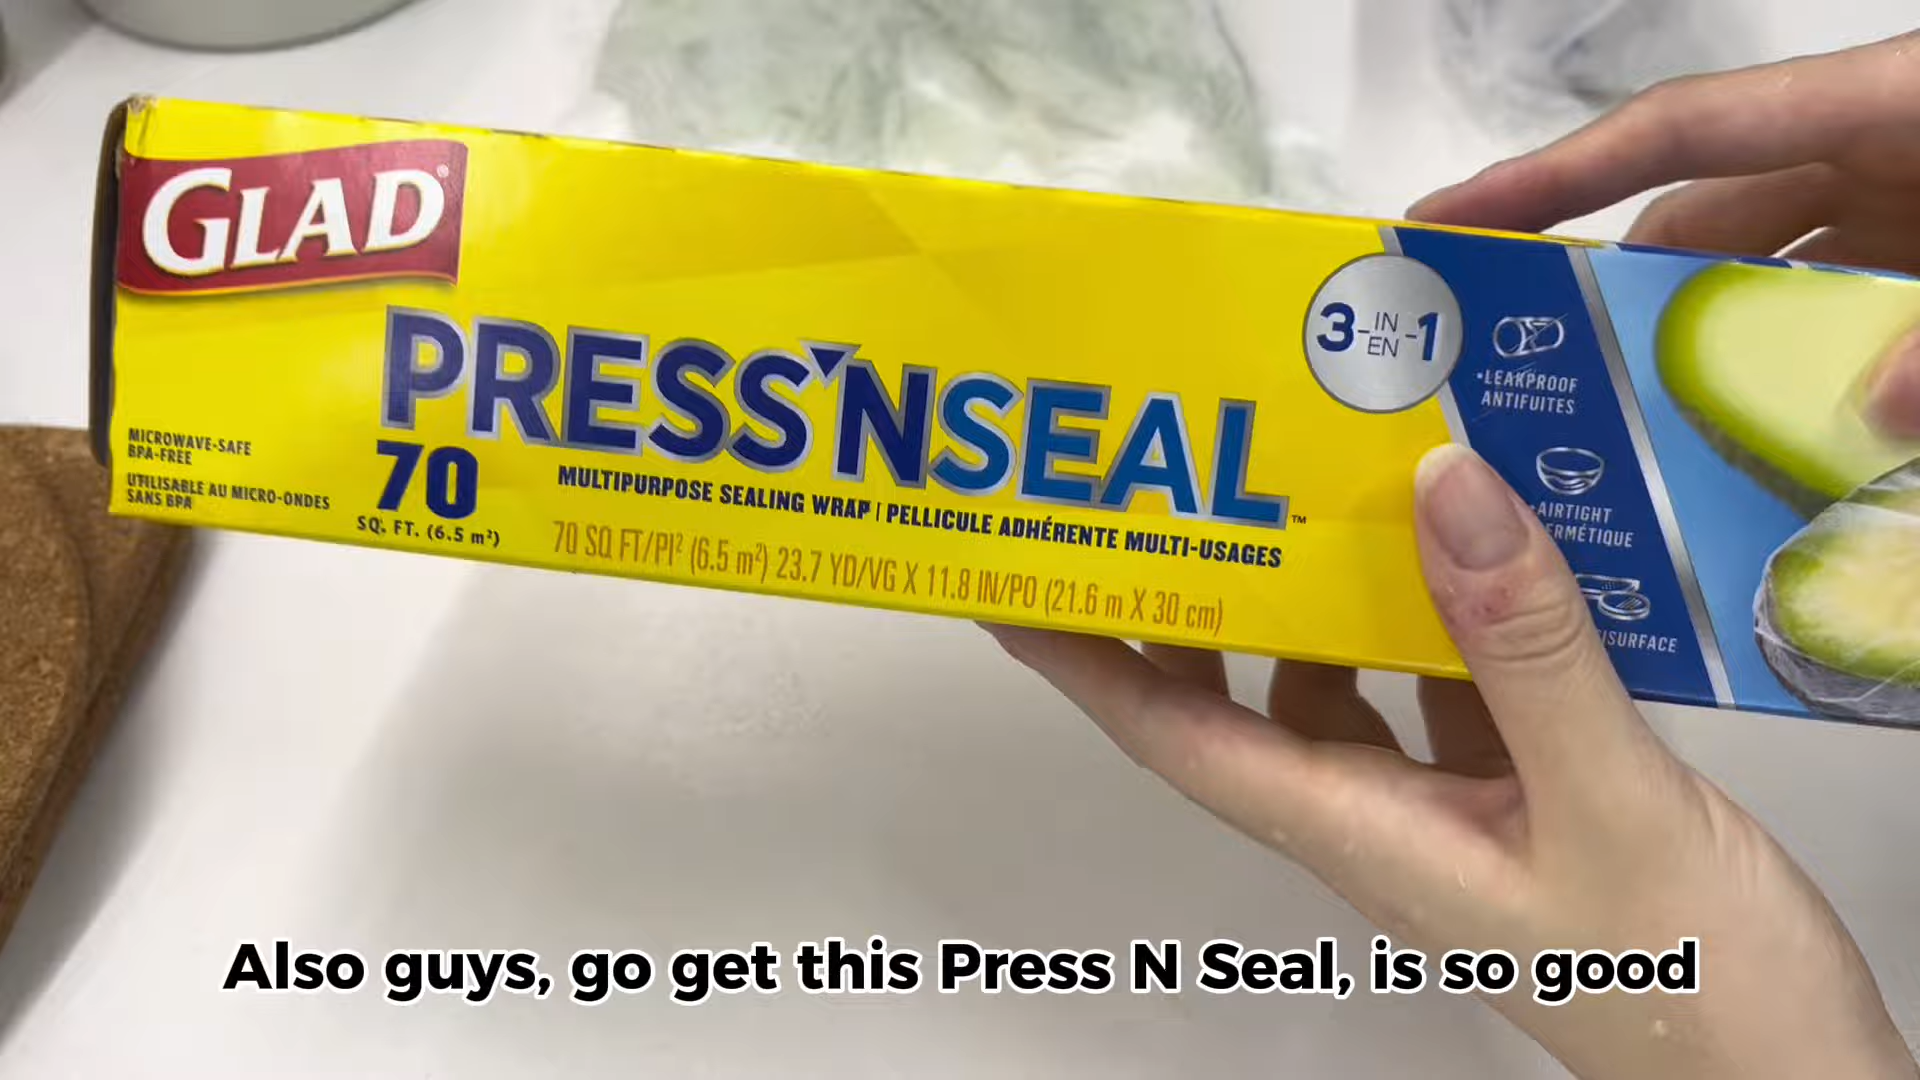 GLAD
PRESS'NSEAL™
3-IN-1
EN
•LEAKPROOF
ANTIFUITES
AIRTIGHT
MICROWAVE-SAFE
BPA-FREE
UTILISABLE AU MICRO-ONDES
SANS BPA
70
SQ. FT. (6.5 m²)
MULTIPURPOSE SEALING WRAP | PELLICULE ADHÉRENTE MULTI-USAGES
70 SQ FT/PI² (6.5 m²) 23.7 YD/VG X 11.8 IN/PO (21.6 m X 30 cm)
Also guys, go get this Press N Seal, is so good